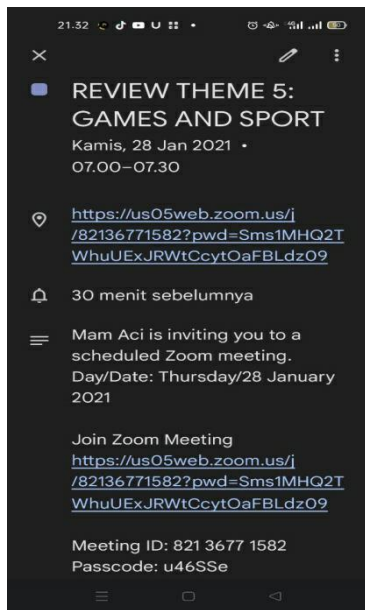 21.32
REVIEW THEME 5:
GAMES AND SPORT
Kamis, 28 Jan 2021 •
07.00–07.30
https://us05web.zoom.us/j
/82136771582?pwd=Sms1MHQ2T
WhuUExJRWtCcytOaFBLdz09
30 menit sebelumnya
Mam Aci is inviting you to a
scheduled Zoom meeting.
Day/Date: Thursday/28 January
2021
Join Zoom Meeting
https://us05web.zoom.us/j
/82136771582?pwd=Sms1MHQ2T
WhuUExJRWtCcytOaFBLdz09
Meeting ID: 821 3677 1582
Passcode: u46SSe